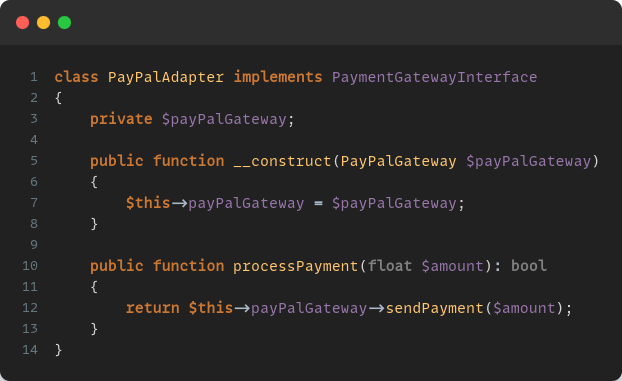 1 class PayPalAdapter implements PaymentGatewayInterface
2 {
3     private $payPalGateway;
4
5     public function __construct(PayPalGateway $payPalGateway)
6     {
7         $this->payPalGateway = $payPalGateway;
8     }
9
10     public function processPayment(float $amount): bool
11     {
12         return $this->payPalGateway->sendPayment($amount);
13     }
14 }